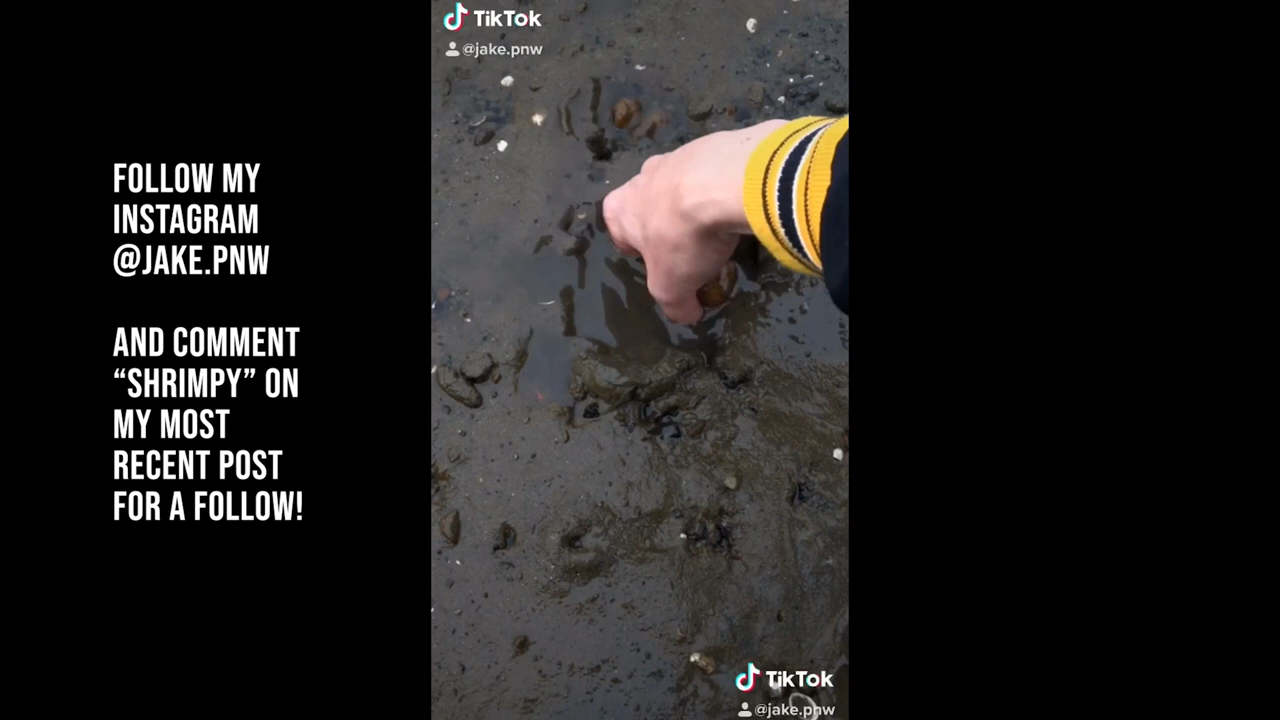 TikTok
@jake.pnw
FOLLOW MY
INSTAGRAM
@JAKE.PNW
AND COMMENT
“SHRIMPY” ON
MY MOST
RECENT POST
FOR A FOLLOW!
TikTok
@jake.pnw